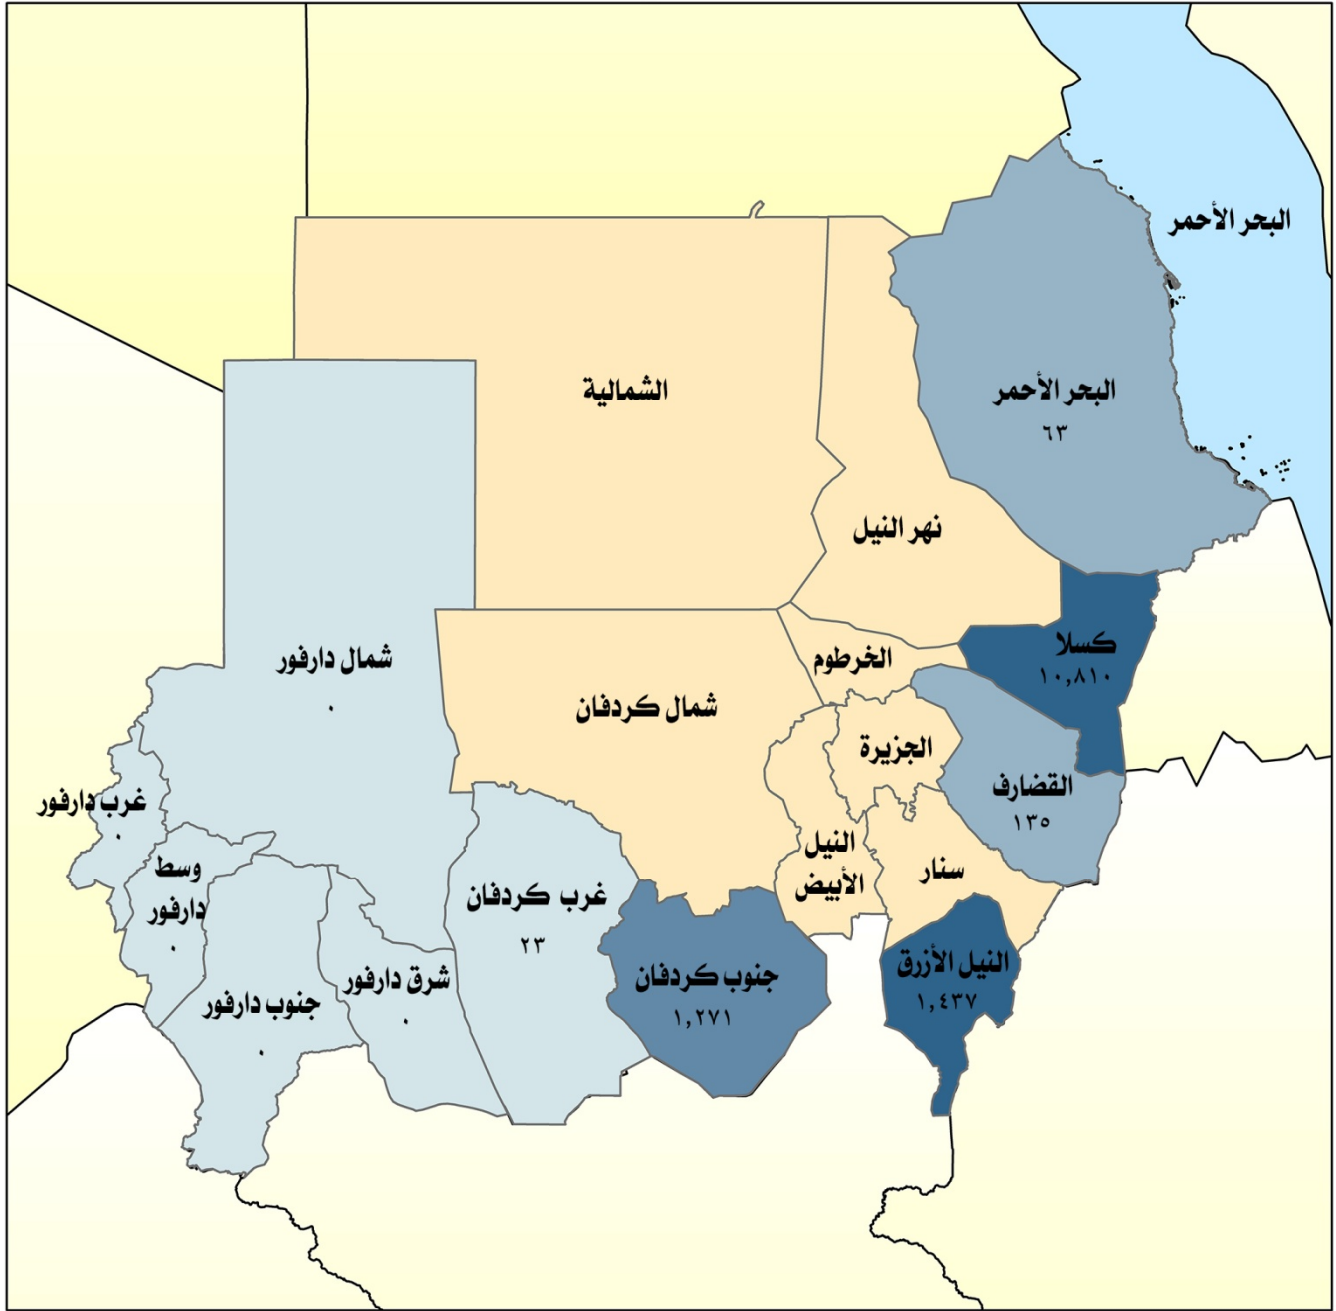 البحر الأحمر
الشمالية
البحر الأحمر
٦٣
نهر النيل
كسلا
١٠,٨١٠
الخرطوم
شمال دارفور
٠
شمال كردفان
الجزيرة
القضارف
١٣٥
غرب دارفور
٠
النيل
الأبيض
سنار
وسط
دارفور
٠
غرب كردفان
٢٣
النيل الأزرق
١,٤٣٧
جنوب كردفان
١,٢٧١
شرق دارفور
٠
جنوب دارفور
٠